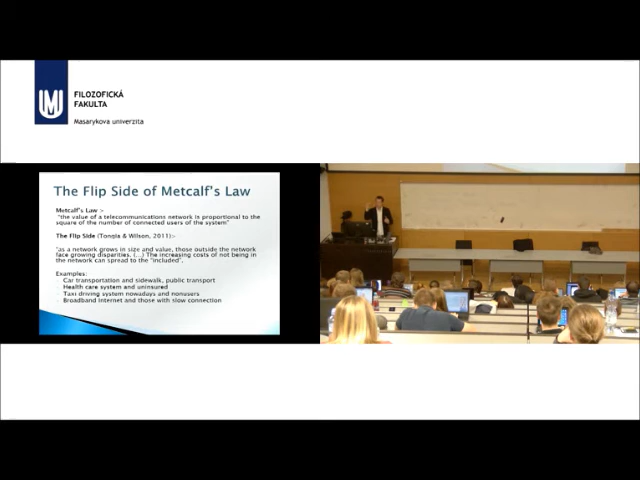 FILOZOFICKÁ
FAKULTA
Masarykova univerzita
The Flip Side of Metcalf's Law
Metcalf's Law :-
"the value of a telecommunications network is proportional to the
square of the number of connected users of the system"
The Flip Side (Tongia & Wilson, 2011):-
"as a network grows in size and value, those outside the network
face growing disparities. (...) The increasing costs of not being in
the network can spread to the "included".
Examples:
- Car transportation and sidewalk, public transport
- Health care system and uninsured
- Taxi driving system nowadays and nonusers
- Broadband Internet and those with slow connection